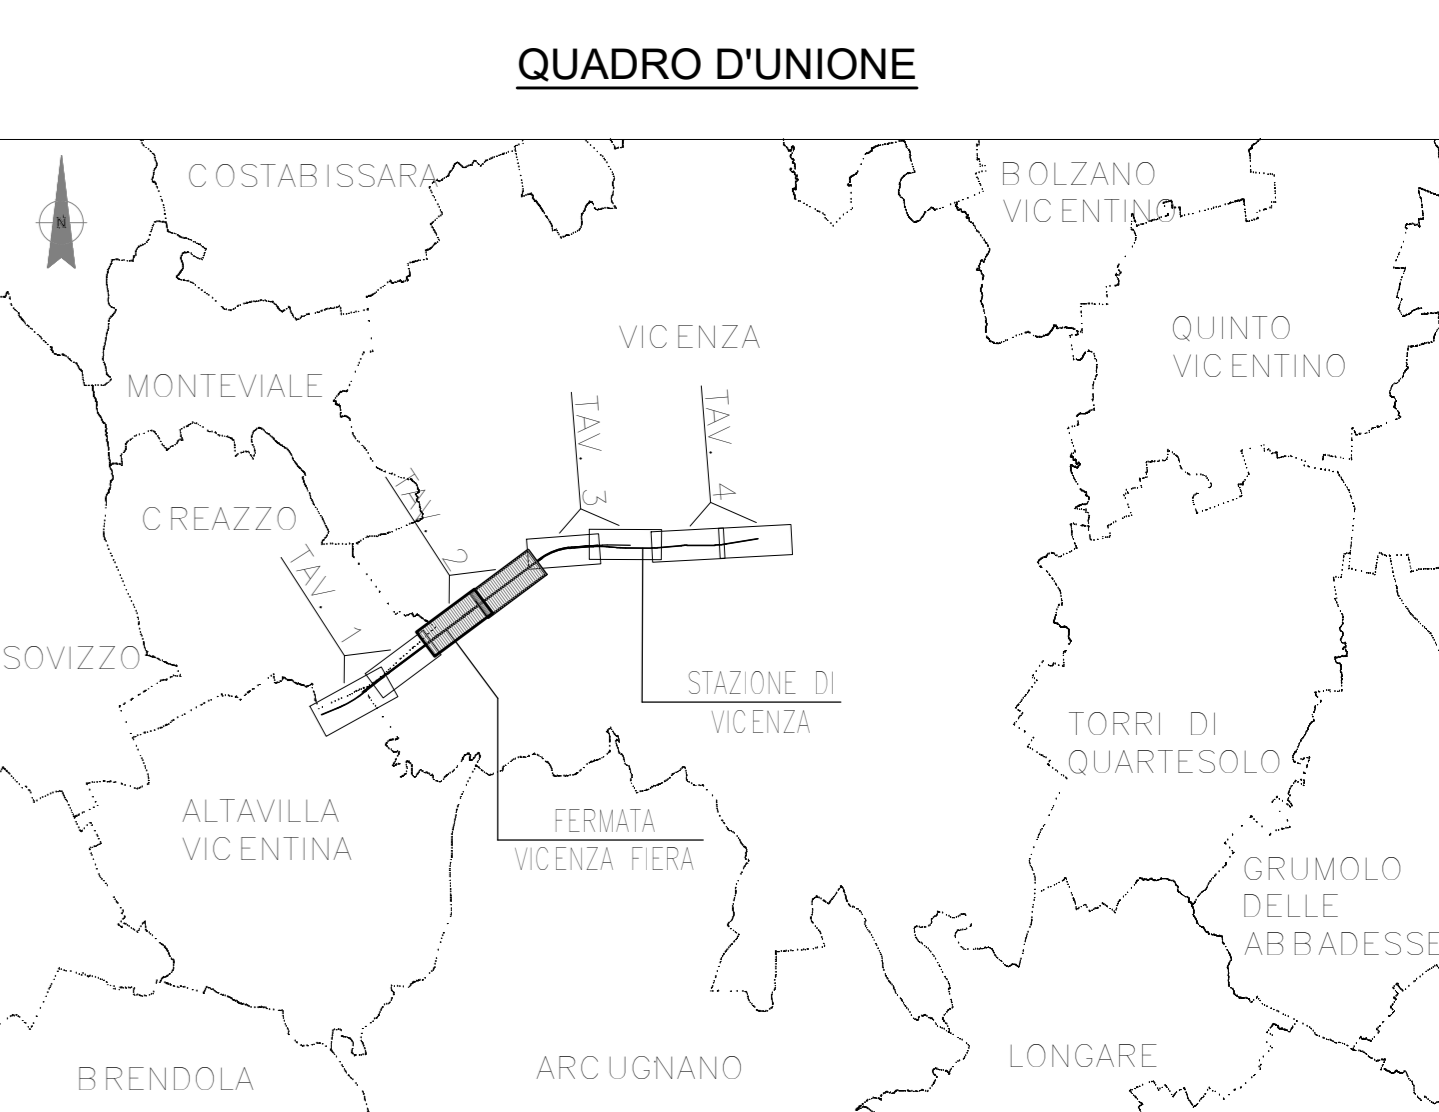 QUADRO D'UNIONE
COSTABISSARA
BOLZANO
VICENTINO
N
VICENZA
QUINTO
VICENTINO
MONTEVIALE
TAV. 3
TAV. 4
CREAZZO
TAV. 2
TAV. 1
SOVIZZO
STAZIONE DI
VICENZA
TORRI DI
QUARTESOLO
ALTAVILLA
VICENTINA
FERMATA
VICENZA FIERA
GRUMOLO
DELLE
ABBADESSE
BRENDOLA
ARCUGNANO
LONGARE